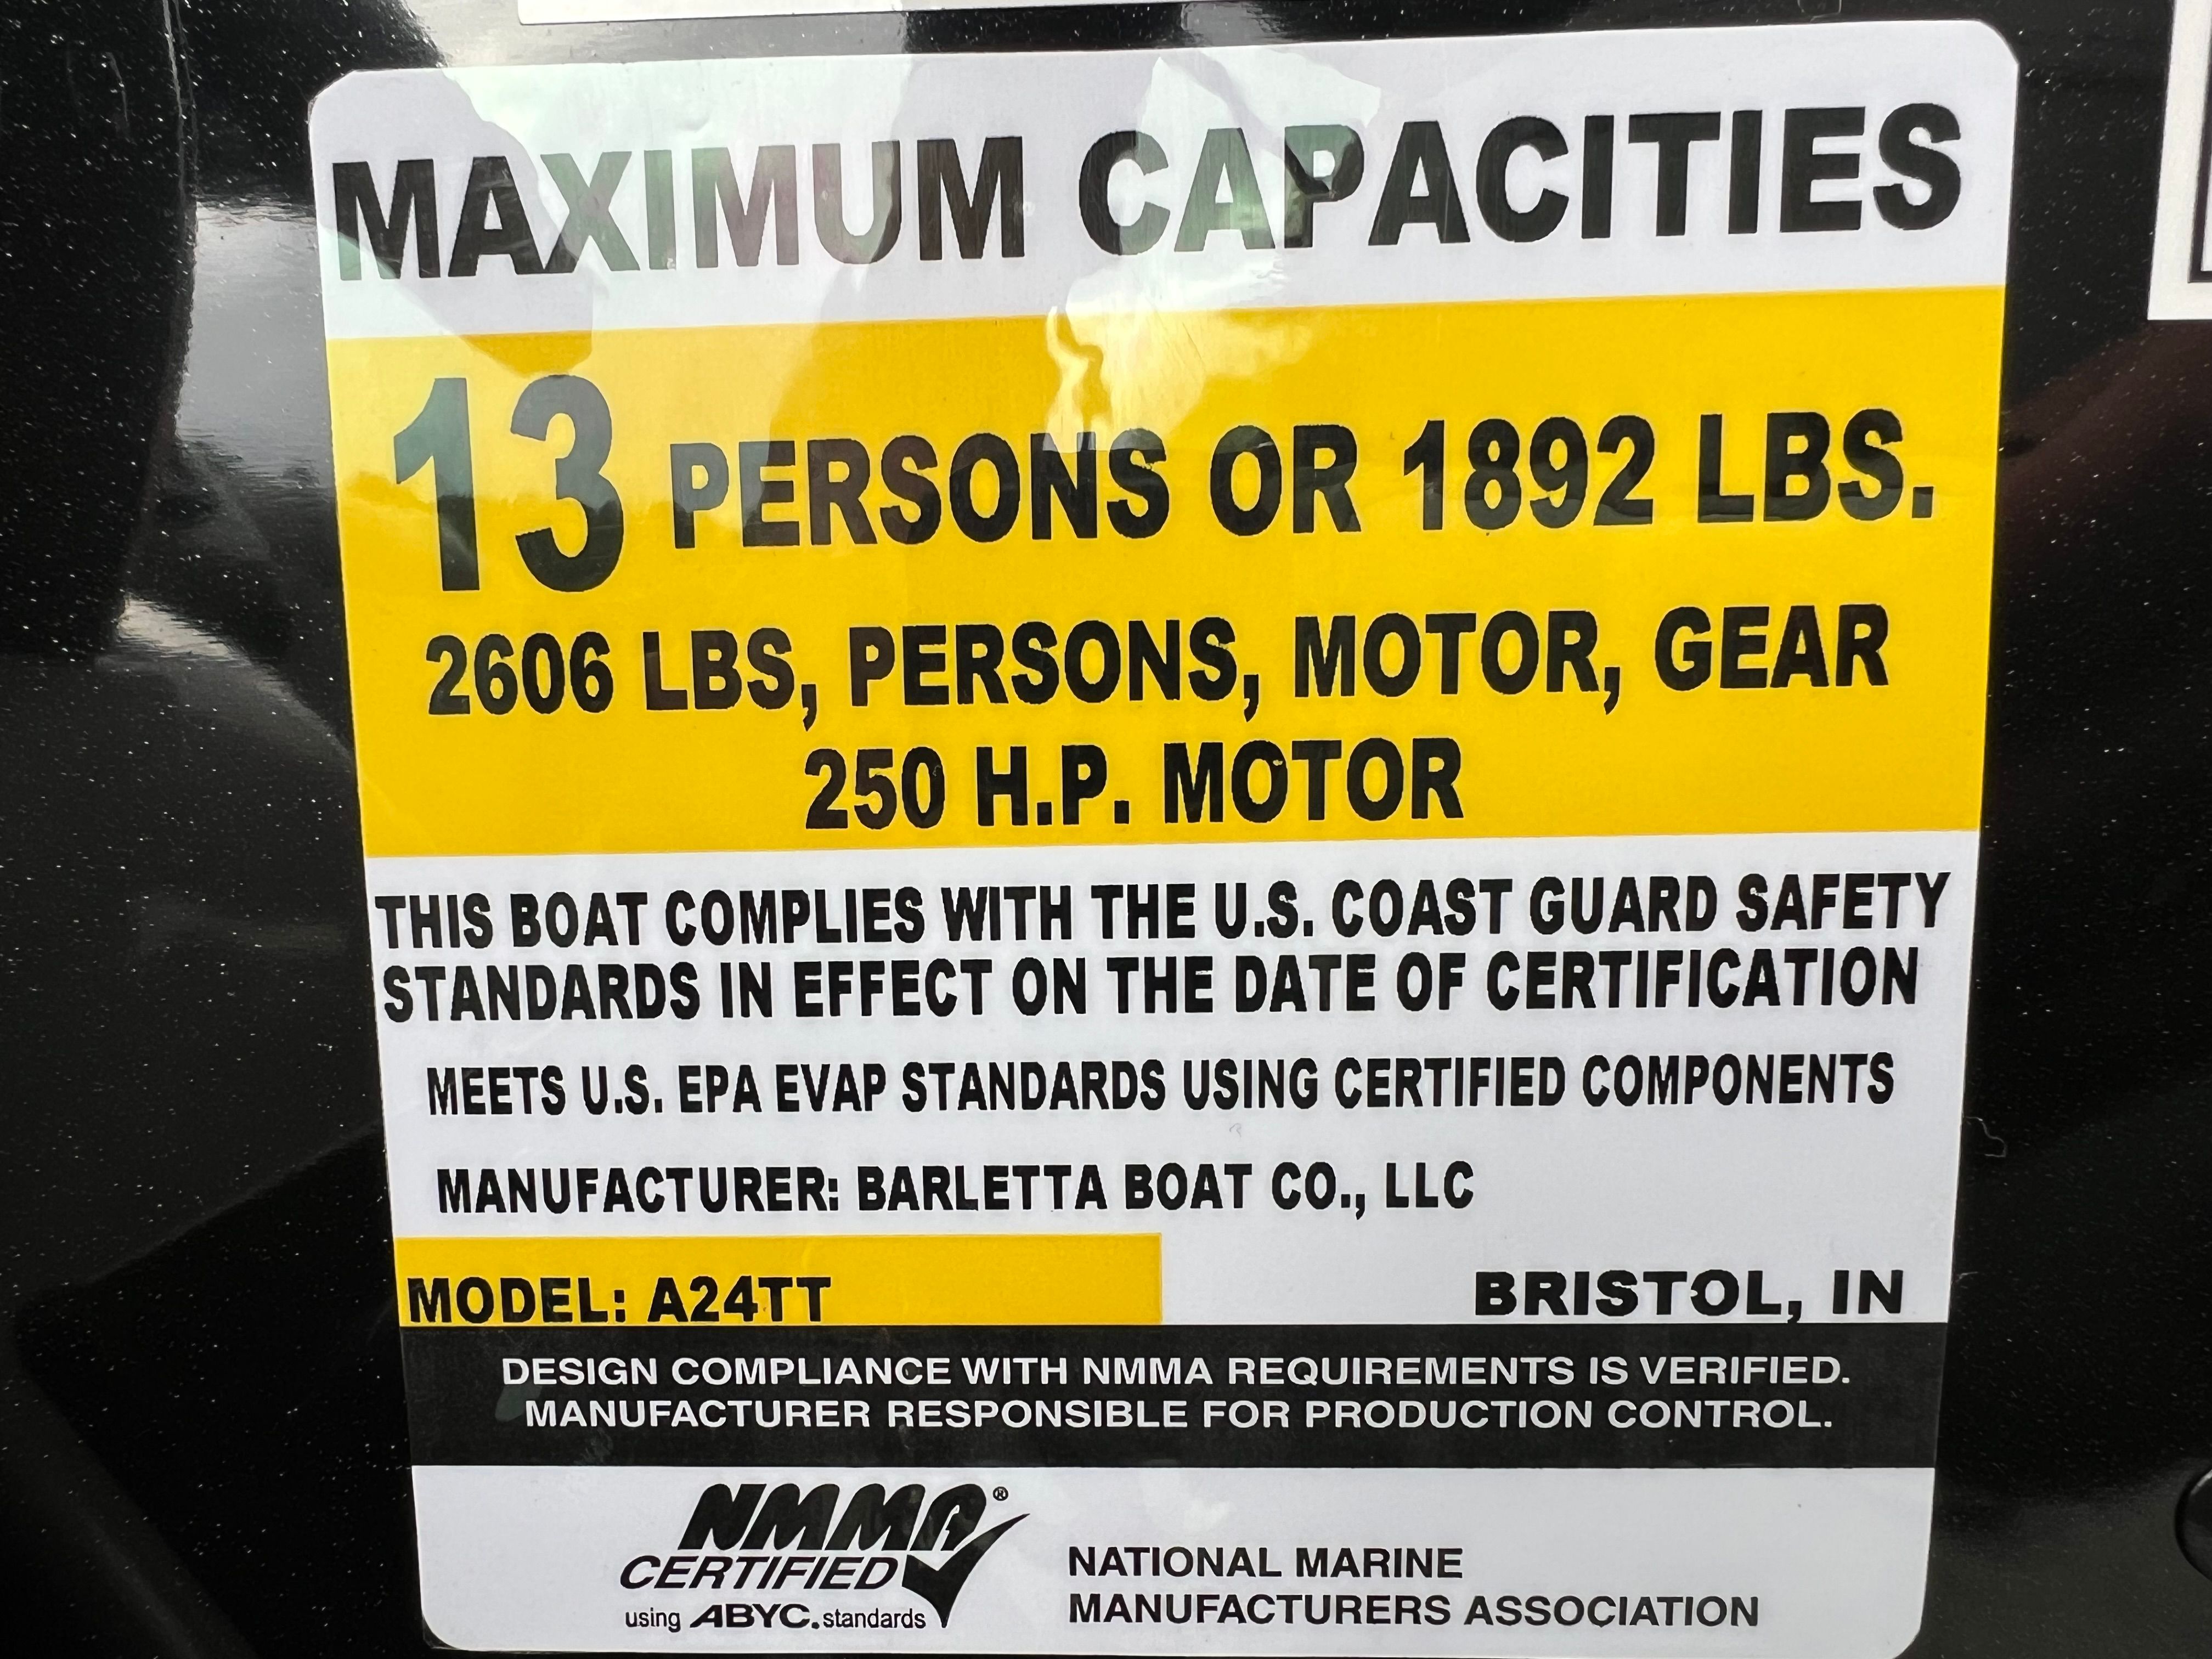 MAXIMUM CAPACITIES
13 PERSONS OR 1892 LBS.
2606 LBS, PERSONS, MOTOR, GEAR
250 H.P. MOTOR
THIS BOAT COMPLIES WITH THE U.S. COAST GUARD SAFETY
STANDARDS IN EFFECT ON THE DATE OF CERTIFICATION
MEETS U.S. EPA EVAP STANDARDS USING CERTIFIED COMPONENTS
MANUFACTURER: BARLETTA BOAT CO., LLC
MODEL: A24TT BRISTOL, IN
DESIGN COMPLIANCE WITH NMMA REQUIREMENTS IS VERIFIED.
MANUFACTURER RESPONSIBLE FOR PRODUCTION CONTROL.
NMMA®
CERTIFIED
using ABYC. standards
NATIONAL MARINE
MANUFACTURERS ASSOCIATION